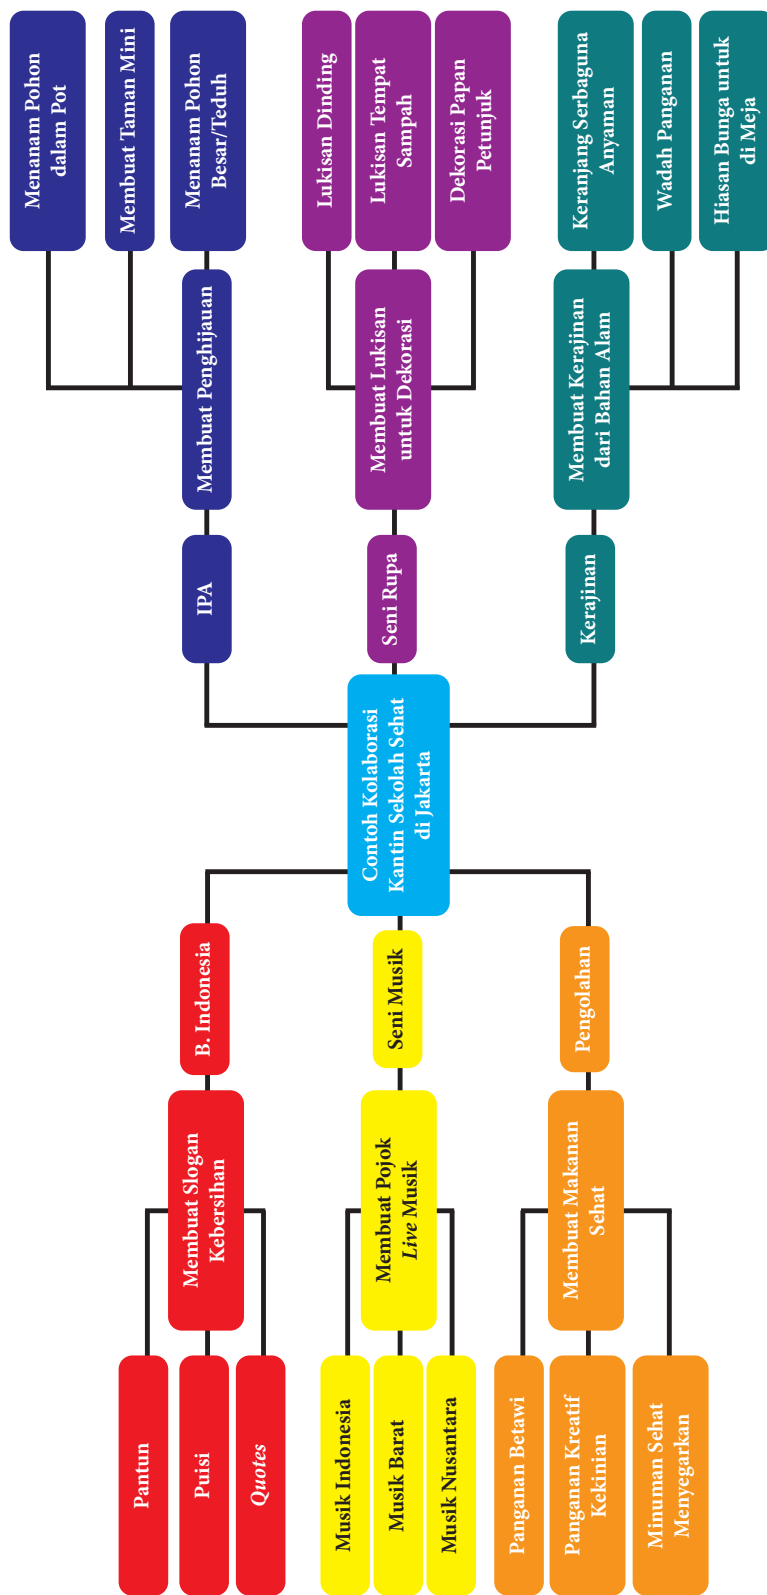 Contoh Kolaborasi
Kantin Sekolah Sehat
di Jakarta
B. Indonesia
Membuat Slogan
Kebersihan
Pantun
Puisi
Quotes
Seni Musik
Membuat Pojok
Live Musik
Musik Indonesia
Musik Barat
Musik Nusantara
Pengolahan
Membuat Makanan
Sehat
Panganan Betawi
Panganan Kreatif
Kekinian
Minuman Sehat
Menyegarkan
IPA
Membuat Penghijauan
Menanam Pohon
dalam Pot
Membuat Taman Mini
Menanam Pohon
Besar/Teduh
Seni Rupa
Membuat Lukisan
untuk Dekorasi
Lukisan Dinding
Lukisan Tempat
Sampah
Dekorasi Papan
Petunjuk
Kerajinan
Membuat Kerajinan
dari Bahan Alam
Keranjang Serbaguna
Anyaman
Wadah Panganan
Hiasan Bunga untuk
di Meja